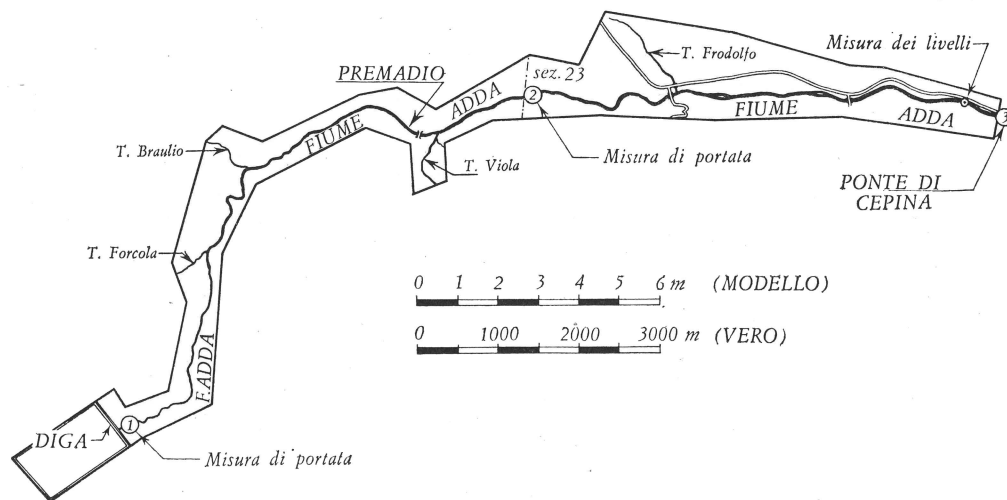 T. Frodolfo
Misura dei livelli
PREMADIO
ADDA
sez. 23
2
FIUME
ADDA
3
T. Braulio
FIUME
T. Viola
Misura di portata
PONTE DI
CEPINA
T. Forcola
0 1 2 3 4 5 6 m (MODELLO)
0 1000 2000 3000 m (VERO)
F. ADDA
DIGA
1
Misura di portata